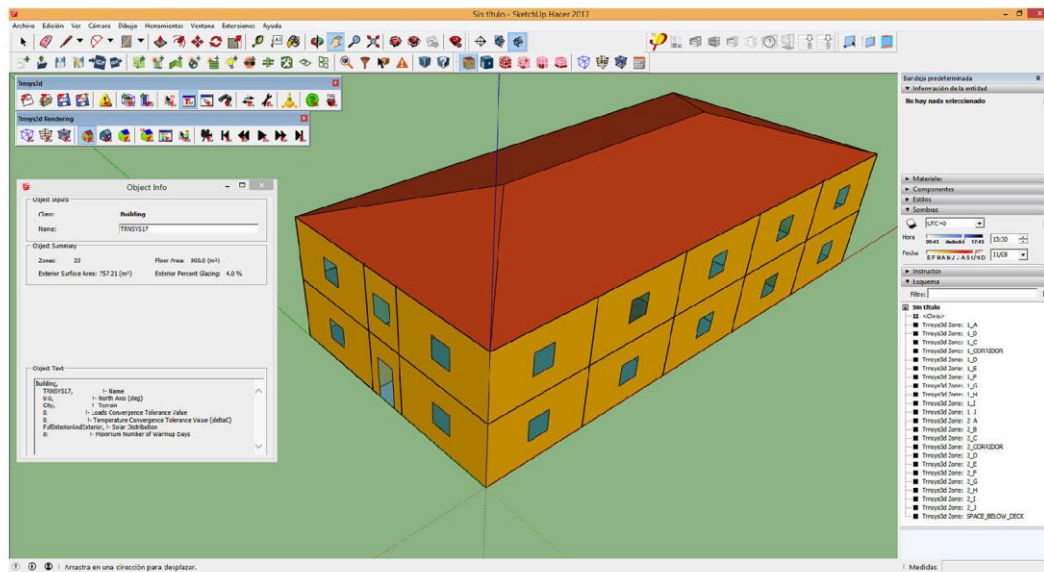 Sin título - SketchUp Hacer 2017
Archivo Edición Ver Cámara Dibujo Herramientas Ventana Extensiones Ayuda
Trnsys3d
Trnsys3d Rendering
Object Info
Object Inputs
Class: Building
Name: TRNSYS17
Object Summary
Zones: 23 Floor Area: 900.0 (m²)
Exterior Surface Area: 757.21 (m²) Exterior Percent Glazing: 4.0 %
Object Text
Building,
TRNSYS17, !- Name
0.0, !- North Axis (deg)
City, !- Terrain
0. !- Loads Convergence Tolerance Value
0. !- Temperature Convergence Tolerance Value (deltaC)
FullInteriorAndExterior, !- Solar Distribution
0; !- Maximum Number of Warmup Days
Bandeja predeterminada
Información de la entidad
No hay nada seleccionado
Materiales
Componentes
Estilos
Sombras
UTC+0
Hora 05:43 17:43 13:30
Fecha E F M A M J J A S O N D 11/08
Instructor
Esquema
Filtro:
Sin título
<Chris>
Trnsys3d Zone: 1_A
Trnsys3d Zone: 1_C
Trnsys3d Zone: 1_CORRIDOR
Trnsys3d Zone: 1_D
Trnsys3d Zone: 1_E
Trnsys3d Zone: 1_F
Trnsys3d Zone: 1_G
Trnsys3d Zone: 1_H
Trnsys3d Zone: 1_I
Trnsys3d Zone: 1_J
Trnsys3d Zone: 2_A
Trnsys3d Zone: 2_B
Trnsys3d Zone: 2_C
Trnsys3d Zone: 2_CORRIDOR
Trnsys3d Zone: 2_D
Trnsys3d Zone: 2_E
Trnsys3d Zone: 2_F
Trnsys3d Zone: 2_G
Trnsys3d Zone: 2_H
Trnsys3d Zone: 2_I
Trnsys3d Zone: 2_J
Trnsys3d Zone: SPACE_BELOW_DECK
Arrastra en una dirección para desplazar.
Medidas